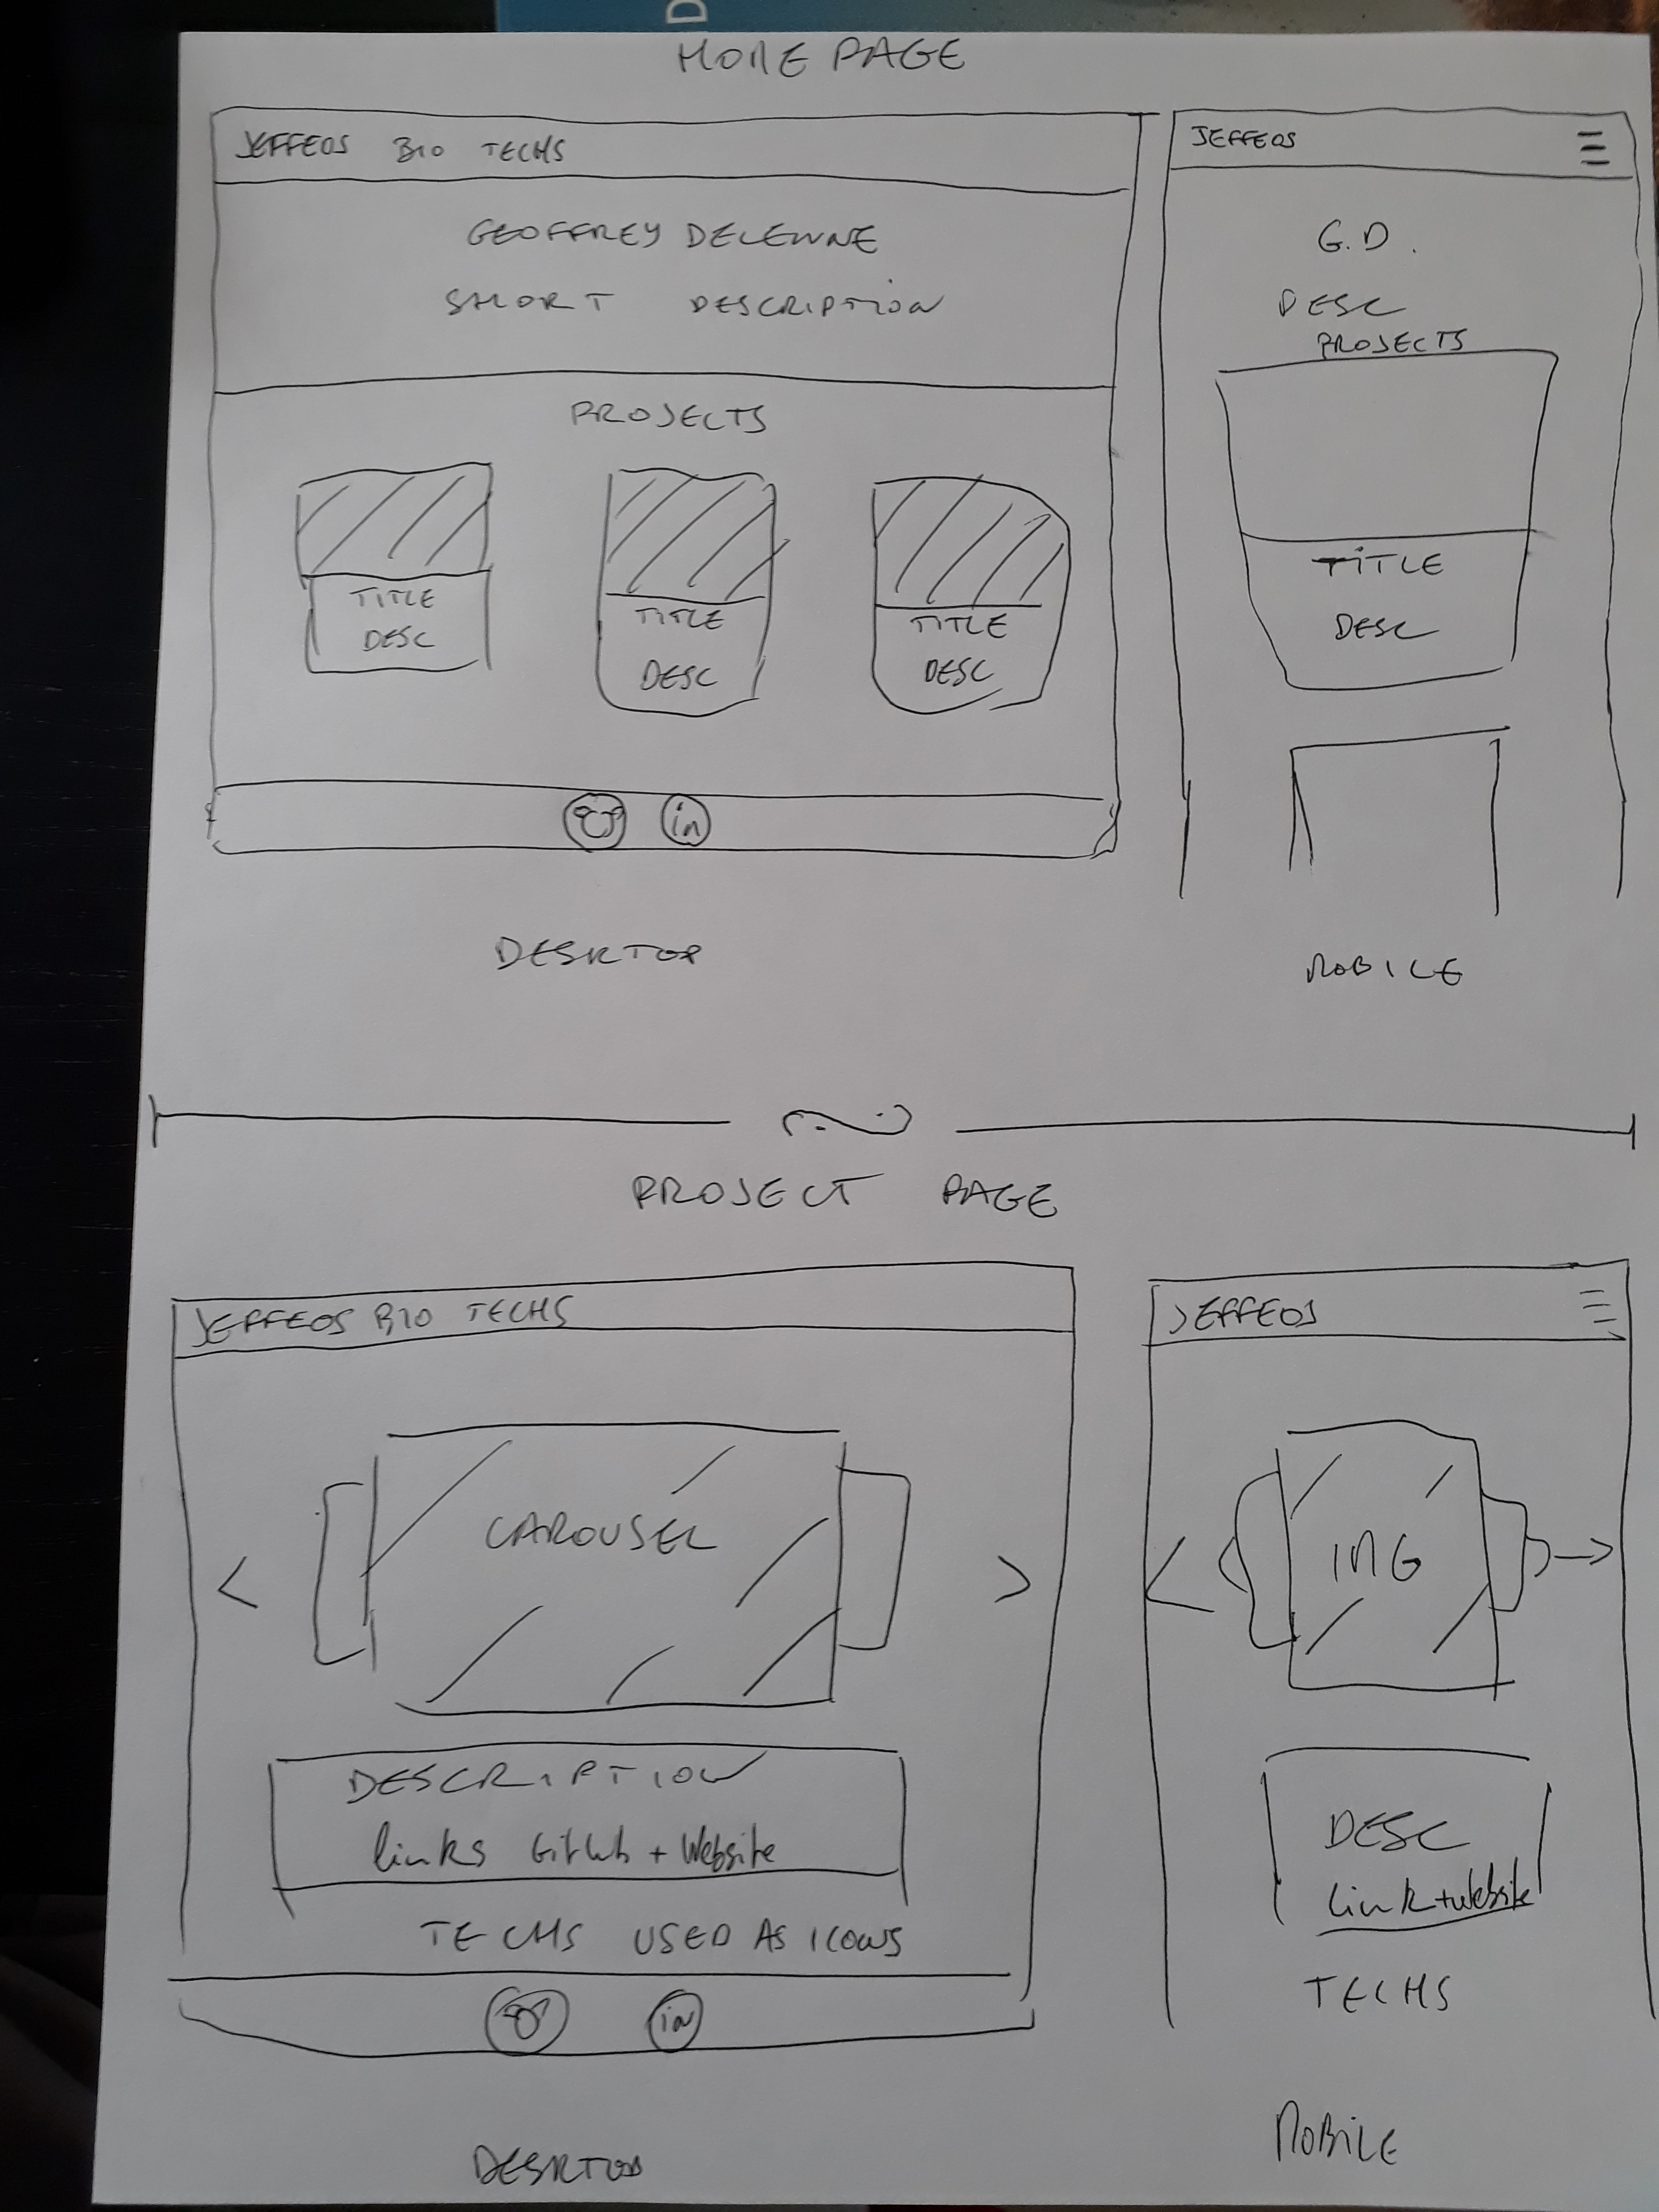 D
HOME PAGE
JEFFEOS BIO TECHS
GEOFFREY DELEWNE
SHORT DESCRIPTION
PROJECTS
TITLE
DESC
TITLE
DESC
TITLE
DESC
in
DESKTOP
JEFFEOS
G.D.
DESC
PROJECTS
TITLE
DESC
MOBILE
PROJECT PAGE
JEFFEOS BIO TECHS
< CAROUSEL >
DESCRIPTION
links GitHub + Website
TECHS USED AS ICONS
in
DESKTOP
JEFFEOS
IMG
DESC
link + website
TECHS
MOBILE